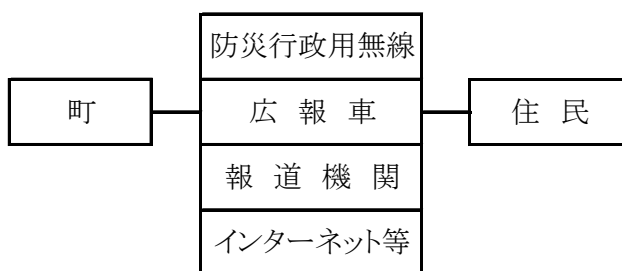 防災行政用無線
町
広報車
住民
報道機関
インターネット等